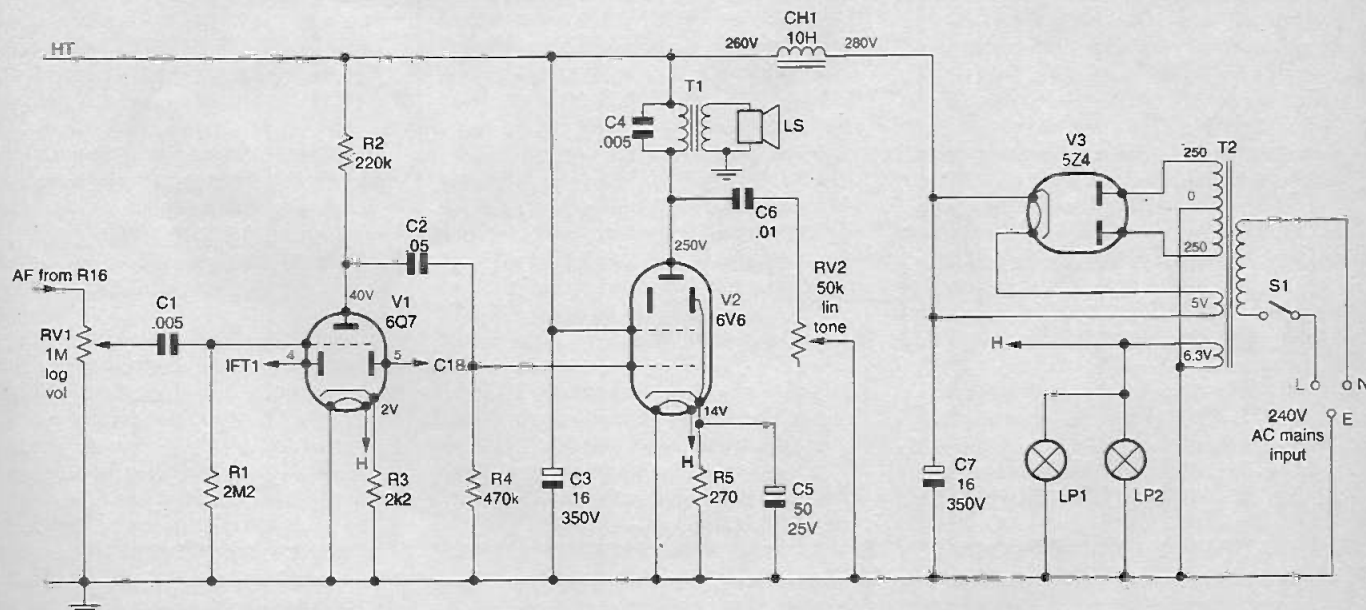 HT
CH1
10H
260V
280V
T1
C4
.005
LS
R2
220k
V3
5Z4
T2
250
0
250
C6
.01
C2
.05
250V
AF from R16
RV1
1M
log
vol
C1
.005
40V
V1
6Q7
4
5
IFT1
C18
2V
H
V2
6V6
14V
H
RV2
50k
lin
tone
5V
S1
H
6.3V
L
N
E
240V
AC mains
input
R1
2M2
R3
2k2
R4
470k
C3
16
350V
R5
270
C5
50
25V
C7
16
350V
LP1
LP2